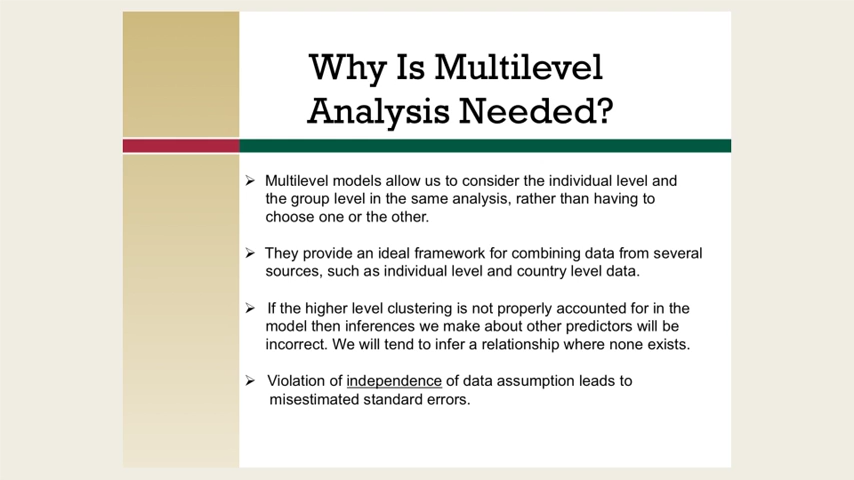 Why Is Multilevel
Analysis Needed?
➢ Multilevel models allow us to consider the individual level and
the group level in the same analysis, rather than having to
choose one or the other.
➢ They provide an ideal framework for combining data from several
sources, such as individual level and country level data.
➢ If the higher level clustering is not properly accounted for in the
model then inferences we make about other predictors will be
incorrect. We will tend to infer a relationship where none exists.
➢ Violation of independence of data assumption leads to
misestimated standard errors.